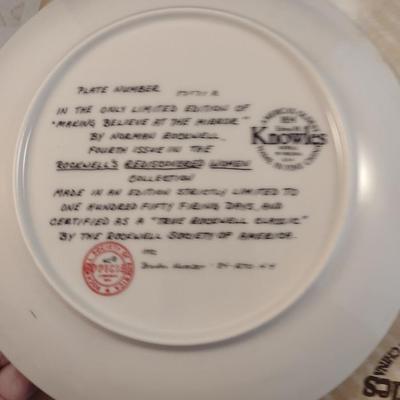 PLATE NUMBER
IN THE ONLY LIMITED EDITION OF
"MAKING BELIEVE AT THE MIRROR"
BY NORMAN ROCKWELL
FOURTH ISSUE IN THE
ROCKWELL'S REDISCOVERED WOMEN
COLLECTION
MADE IN AN EDITION STRICTLY LIMITED TO
ONE HUNDRED FIFTY FIRING DAYS, AND
CERTIFIED AS A "TRUE ROCKWELL CLASSIC"
BY THE ROCKWELL SOCIETY OF AMERICA
Knowles